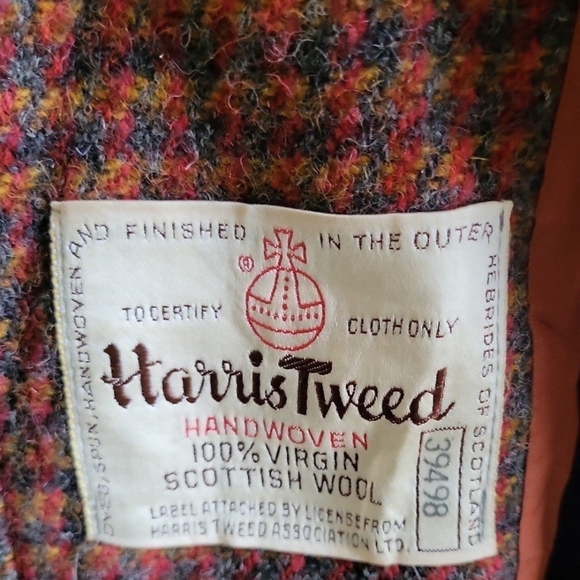 DYED, SPUN, HANDWOVEN AND FINISHED IN THE OUTER HEBRIDES OF SCOTLAND
®
TO CERTIFY CLOTH ONLY
Harris Tweed
HANDWOVEN
100% VIRGIN
SCOTTISH WOOL
39498
LABEL ATTACHED BY LICENSE FROM
HARRIS TWEED ASSOCIATION LTD.